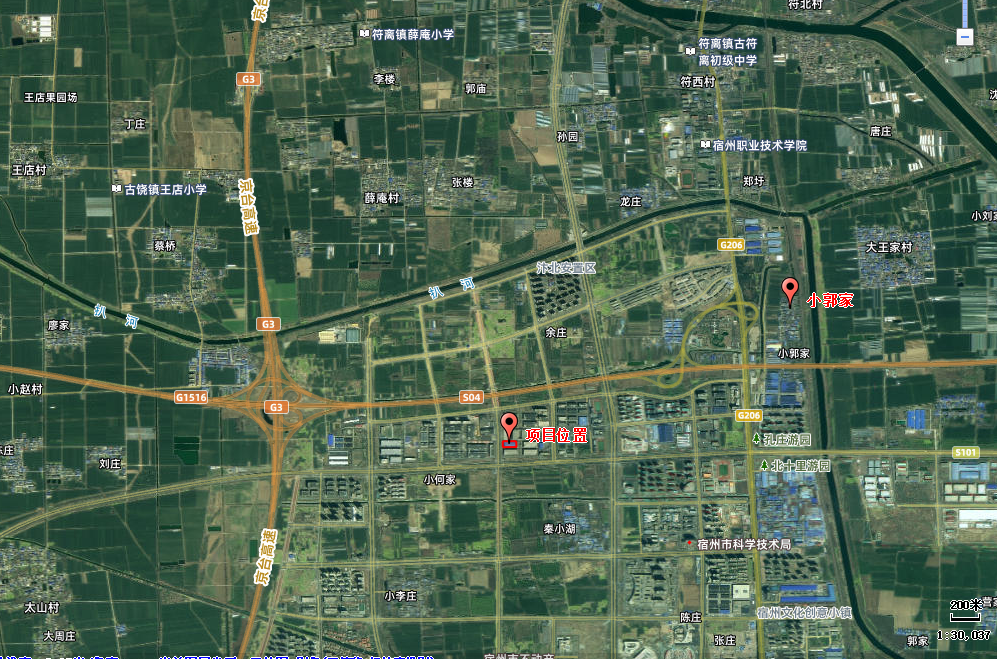 符北村
京台
符离镇薛庵小学
符离镇古符
离初级中学
G3
李楼
郭庙
符西村
王店果园场
丁庄
孙园
唐庄
宿州职业技术学院
王店村
古饶镇王店小学
张楼
郑圩
薛庵村
龙庄
京台高速
小刘家
蔡桥
G206
大王家村
汴北安置区
扒河
小郭家
扒河
廖家
G3
余庄
小郭家
小赵村
G1516
G3
S04
G206
项目位置
孔庄游园
S101
刘庄
北十里游园
小何家
秦小湖
宿州市科学技术局
京台高速
小李庄
太山村
200米
陈庄
宿州文化创意小镇
大周庄
张庄
郭家
1:30,037